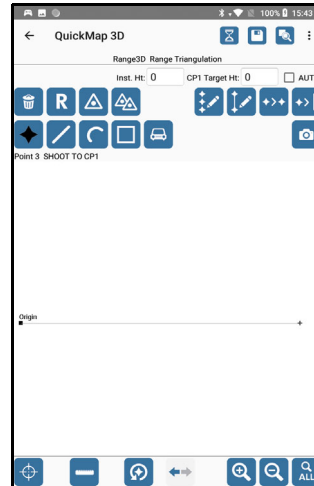 100% 15:43
QuickMap 3D
Range3D Range Triangulation
Inst. Ht: 0 CP1 Target Ht: 0 AUT
R
Point 3 SHOOT TO CP1
Origin
ALL